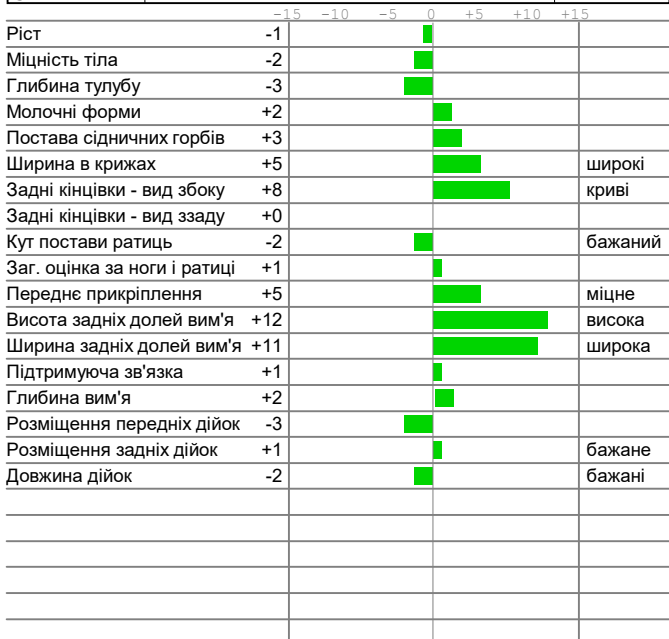 -15 -10 -5 0 +5 +10 +15
Ріст -1
Міцність тіла -2
Глибина тулубу -3
Молочні форми +2
Постава сідничних горбів +3
Ширина в крижах +5 широкі
Задні кінцівки - вид збоку +8 криві
Задні кінцівки - вид ззаду +0
Кут постави ратиць -2 бажаний
Заг. оцінка за ноги і ратиці +1
Переднє прикріплення +5 міцне
Висота задніх долей вим'я +12 висока
Ширина задніх долей вим'я +11 широка
Підтримуюча зв'язка +1
Глибина вим'я +2
Розміщення передніх дійок -3
Розміщення задніх дійок +1 бажане
Довжина дійок -2 бажані